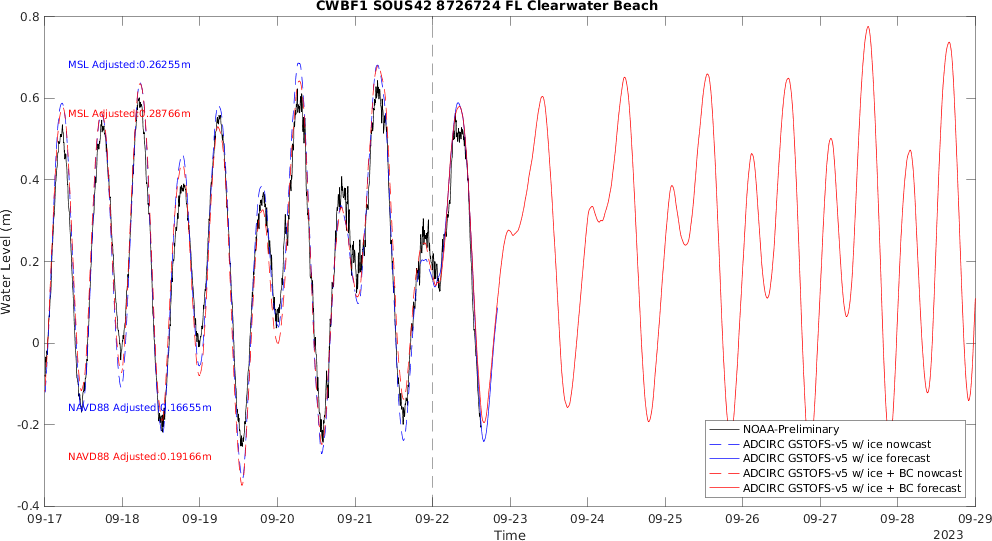 CWBF1 SOUS42 8726724 FL Clearwater Beach
0.8
0.6
0.4
0.2
0
-0.2
-0.4
Water Level (m)
MSL Adjusted:0.26255m
MSL Adjusted:0.28766m
NAVD88 Adjusted:0.16655m
NAVD88 Adjusted:0.19166m
NOAA-Preliminary
ADCIRC GSTOFS-v5 w/ ice nowcast
ADCIRC GSTOFS-v5 w/ ice forecast
ADCIRC GSTOFS-v5 w/ ice + BC nowcast
ADCIRC GSTOFS-v5 w/ ice + BC forecast
09-17 09-18 09-19 09-20 09-21 09-22 09-23 09-24 09-25 09-26 09-27 09-28 09-29
Time
2023